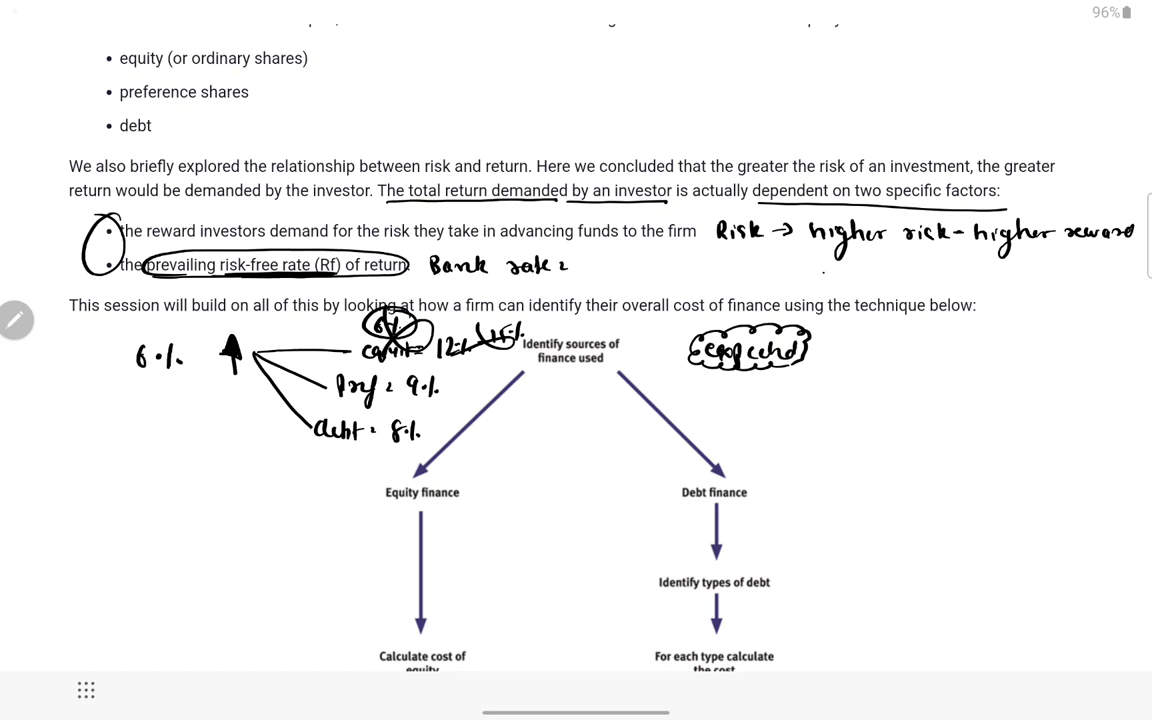 96%
• equity (or ordinary shares)
• preference shares
• debt
We also briefly explored the relationship between risk and return. Here we concluded that the greater the risk of an investment, the greater
return would be demanded by the investor. The total return demanded by an investor is actually dependent on two specific factors:
• the reward investors demand for the risk they take in advancing funds to the firm Risk → higher risk - higher reward
• the prevailing risk-free rate (Rf) of return Bank rate
This session will build on all of this by looking at how a firm can identify their overall cost of finance using the technique below:
6%
12%
Identify sources of
finance used
Pref = 9%
debt = 8%
Equity finance
Debt finance
Identify types of debt
Calculate cost of
equity
For each type calculate
the cost